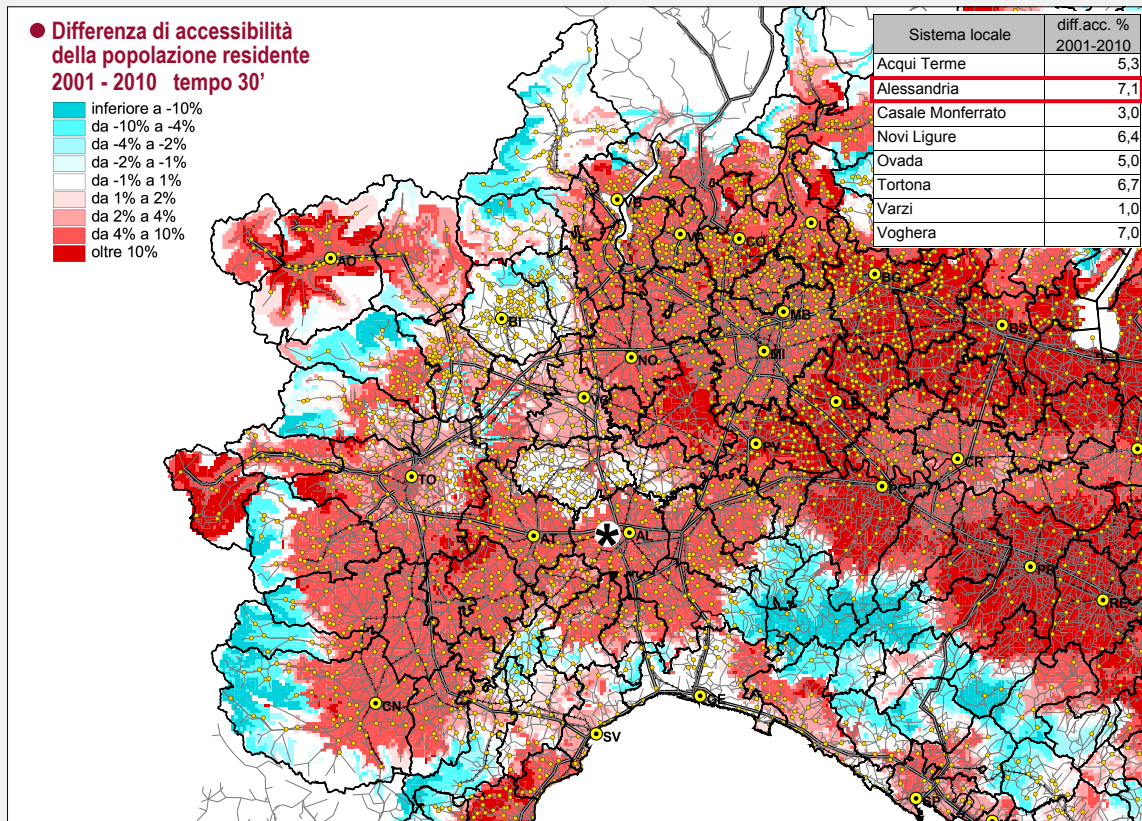 Differenza di accessibilità
della popolazione residente
2001 - 2010 tempo 30'
inferiore a -10%
da -10% a -4%
da -4% a -2%
da -2% a -1%
da -1% a 1%
da 1% a 2%
da 2% a 4%
da 4% a 10%
oltre 10%
Sistema locale diff.acc. % 2001-2010
Acqui Terme 5,3
Alessandria 7,1
Casale Monferrato 3,0
Novi Ligure 6,4
Ovada 5,0
Tortona 6,7
Varzi 1,0
Voghera 7,0
VB
VA
CO
AO
BG
BI
MB
BS
NO
MI
VC
PV
CR
TO
AT
*
AL
PR
RE
CN
GE
SV
SP